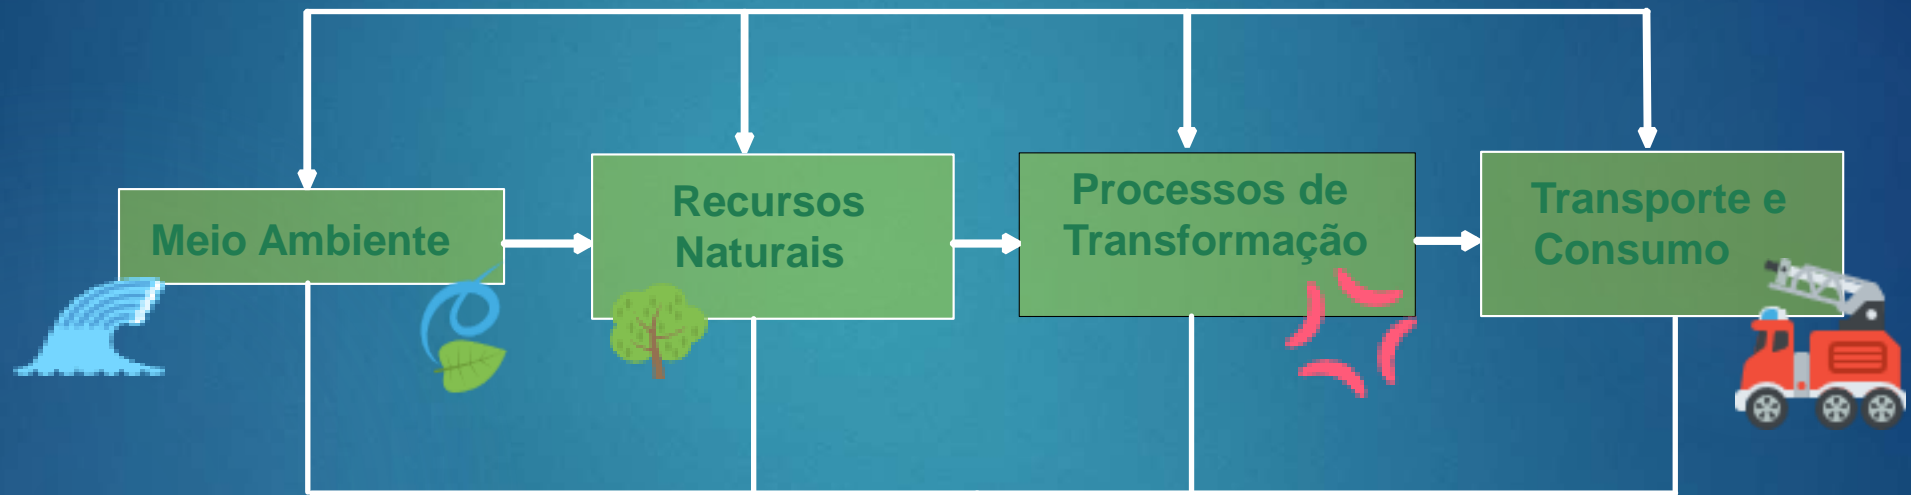 Meio Ambiente
Recursos
Naturais
Processos de
Transformação
Transporte e
Consumo